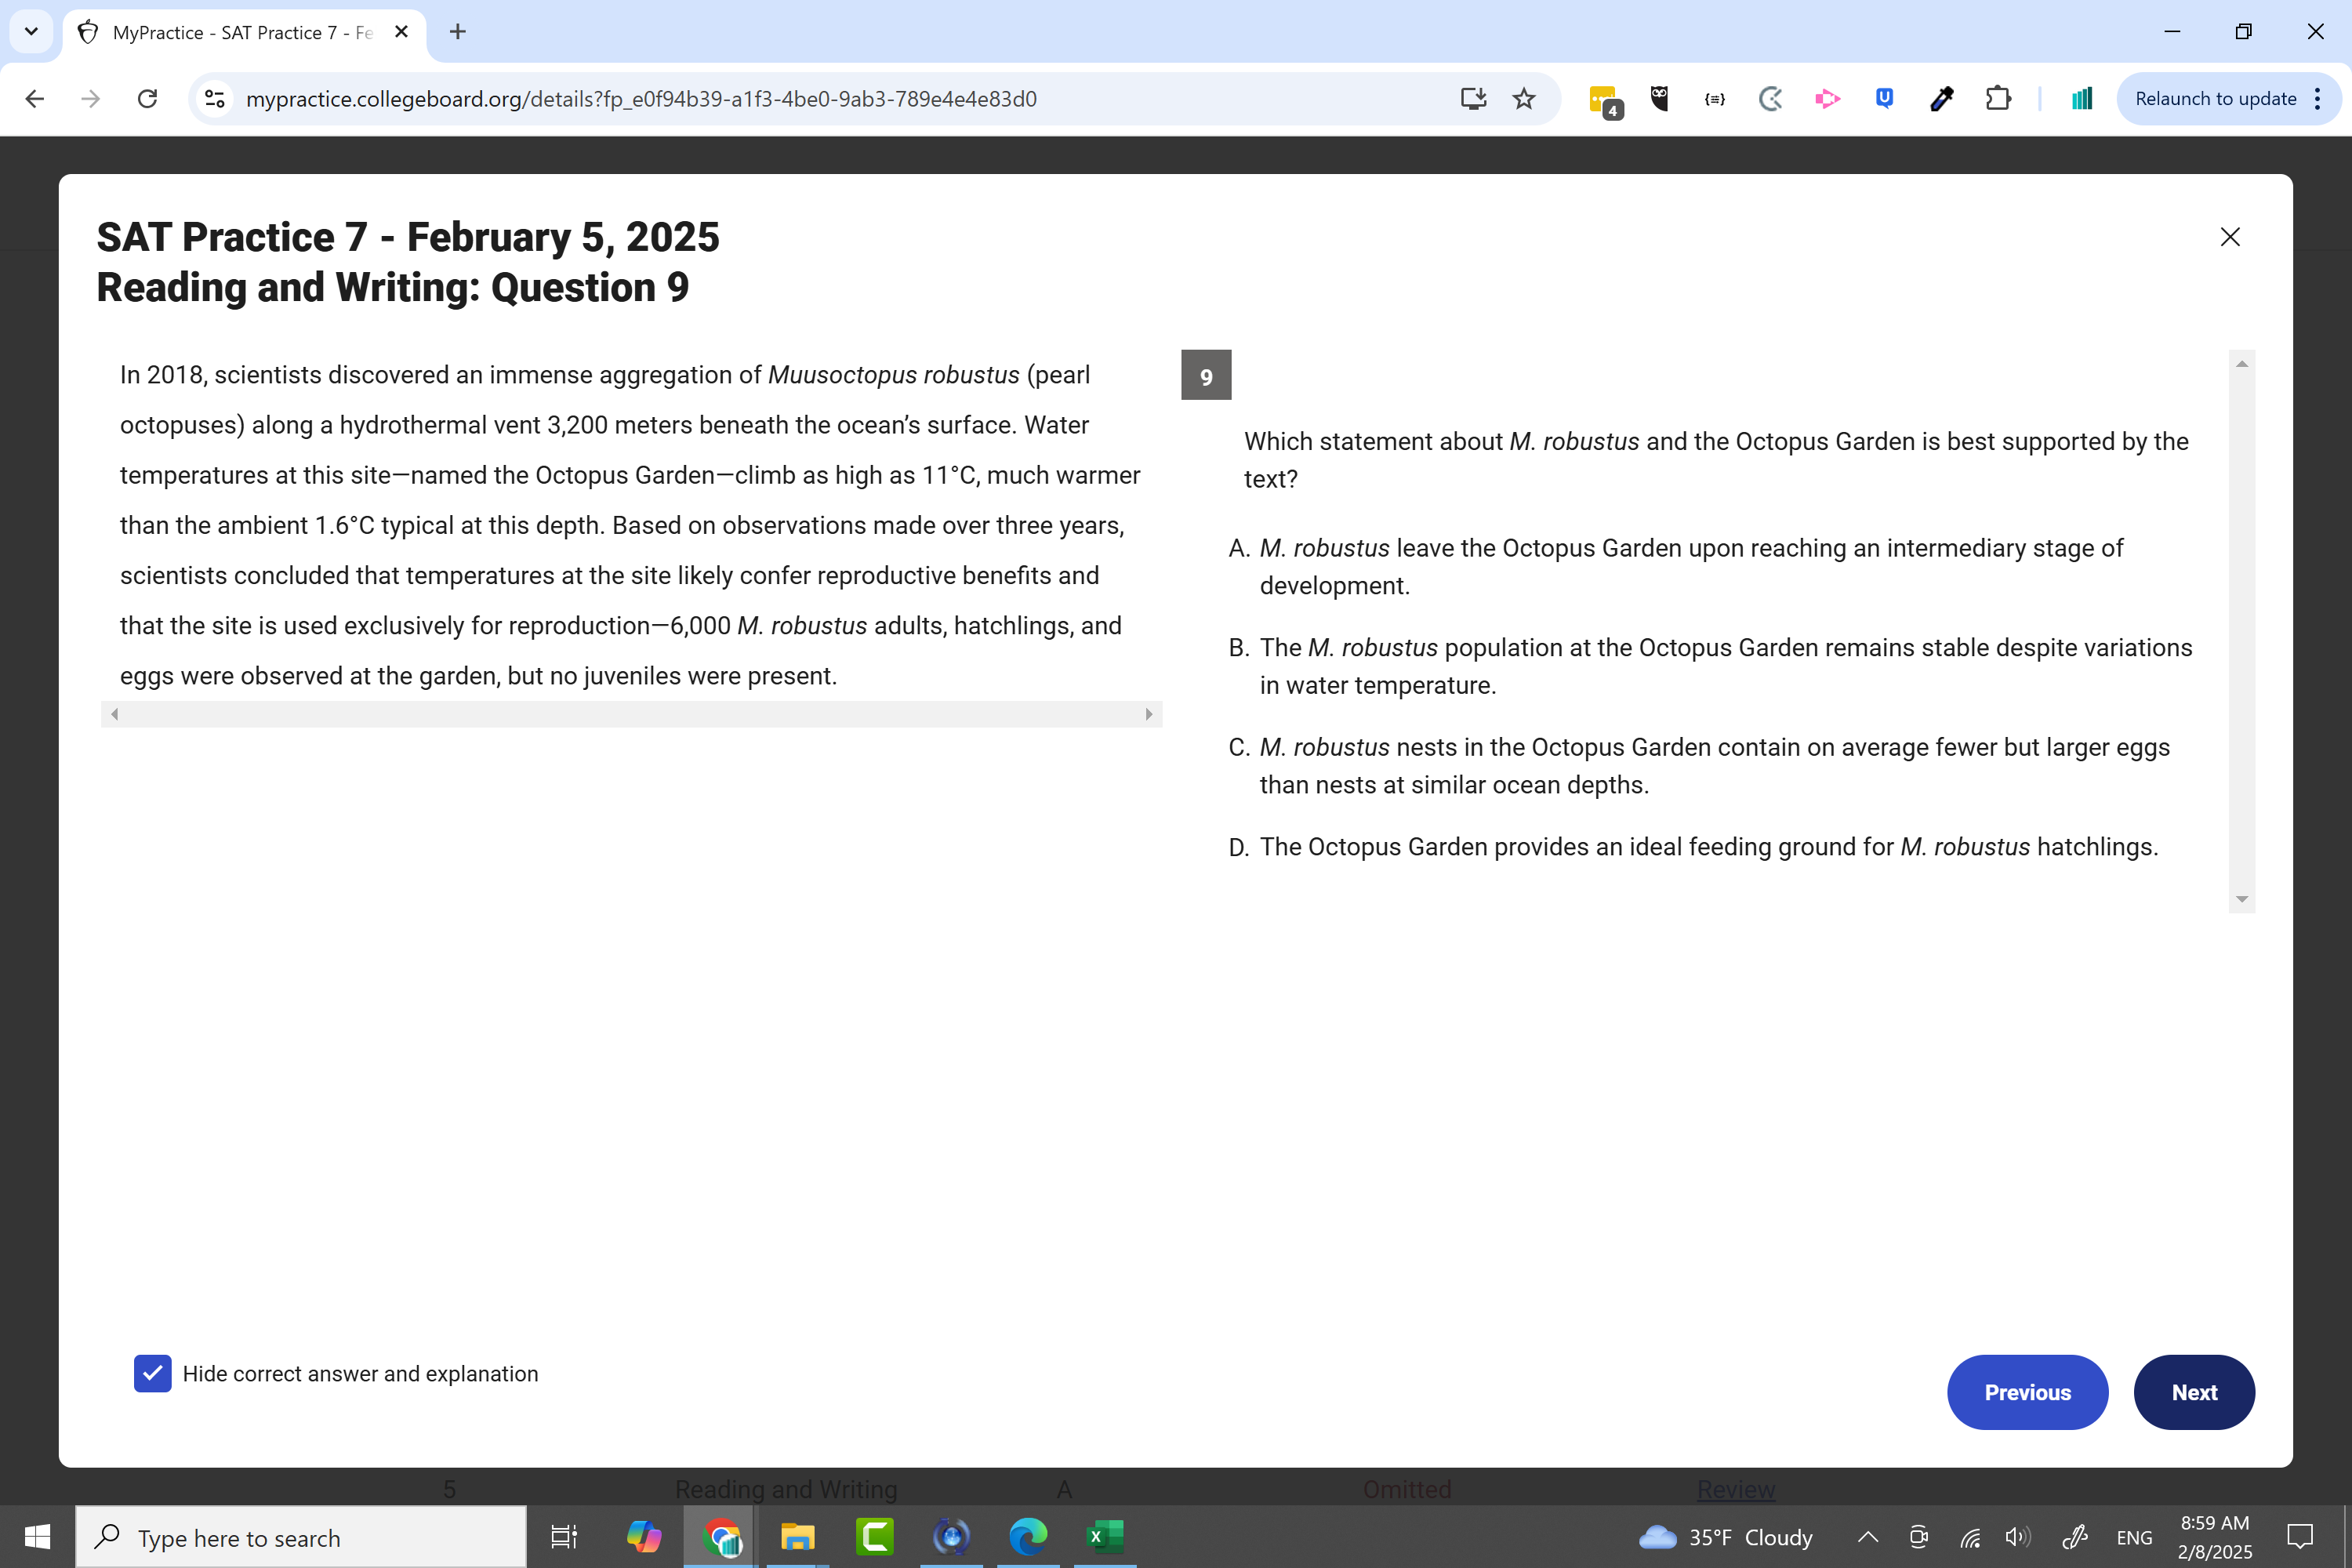 MyPractice - SAT Practice 7 - Fe
mypractice.collegeboard.org/details?fp_e0f94b39-a1f3-4be0-9ab3-789e4e4e83d0
4
Relaunch to update
SAT Practice 7 - February 5, 2025
Reading and Writing: Question 9
In 2018, scientists discovered an immense aggregation of Muusoctopus robustus (pearl
octopuses) along a hydrothermal vent 3,200 meters beneath the ocean’s surface. Water
temperatures at this site—named the Octopus Garden—climb as high as 11°C, much warmer
than the ambient 1.6°C typical at this depth. Based on observations made over three years,
scientists concluded that temperatures at the site likely confer reproductive benefits and
that the site is used exclusively for reproduction—6,000 M. robustus adults, hatchlings, and
eggs were observed at the garden, but no juveniles were present.
9
Which statement about M. robustus and the Octopus Garden is best supported by the
text?
A. M. robustus leave the Octopus Garden upon reaching an intermediary stage of
development.
B. The M. robustus population at the Octopus Garden remains stable despite variations
in water temperature.
C. M. robustus nests in the Octopus Garden contain on average fewer but larger eggs
than nests at similar ocean depths.
D. The Octopus Garden provides an ideal feeding ground for M. robustus hatchlings.
Hide correct answer and explanation
Previous
Next
5 Reading and Writing A Omitted Review
Type here to search
35°F Cloudy
ENG
8:59 AM
2/8/2025